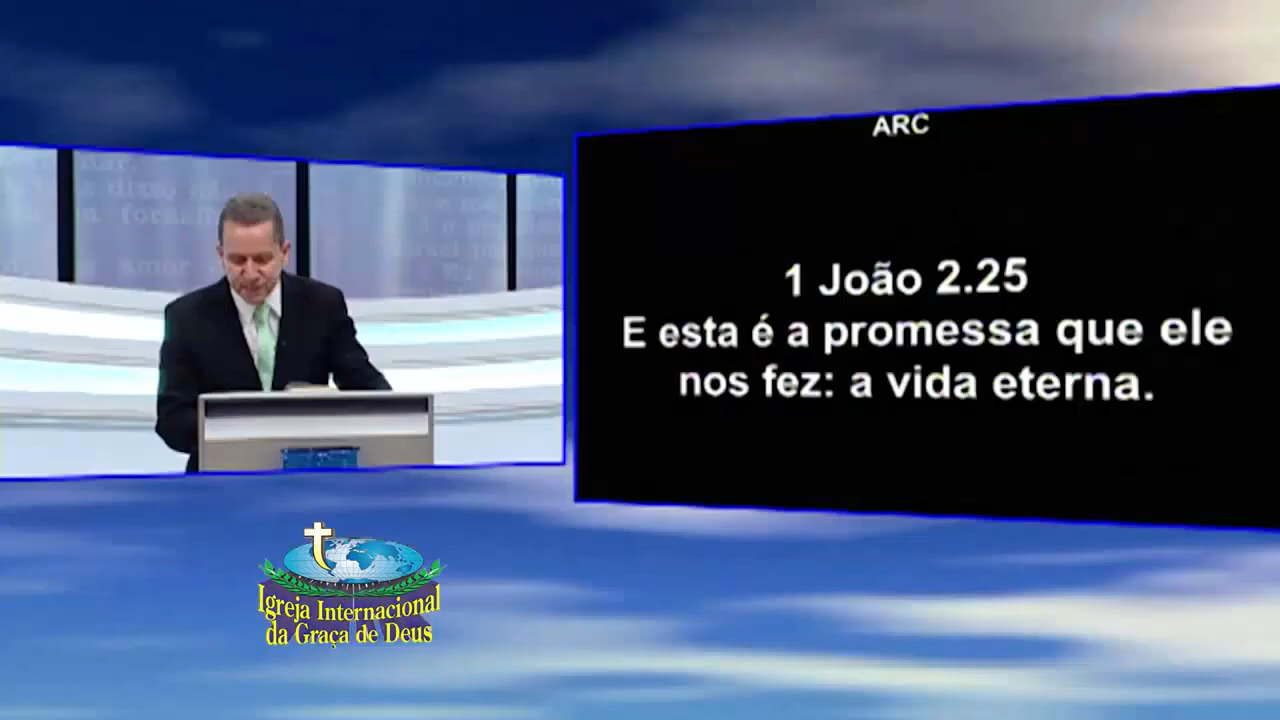 ARC
1 João 2.25
E esta é a promessa que ele
nos fez: a vida eterna.
Igreja Internacional
da Graça de Deus